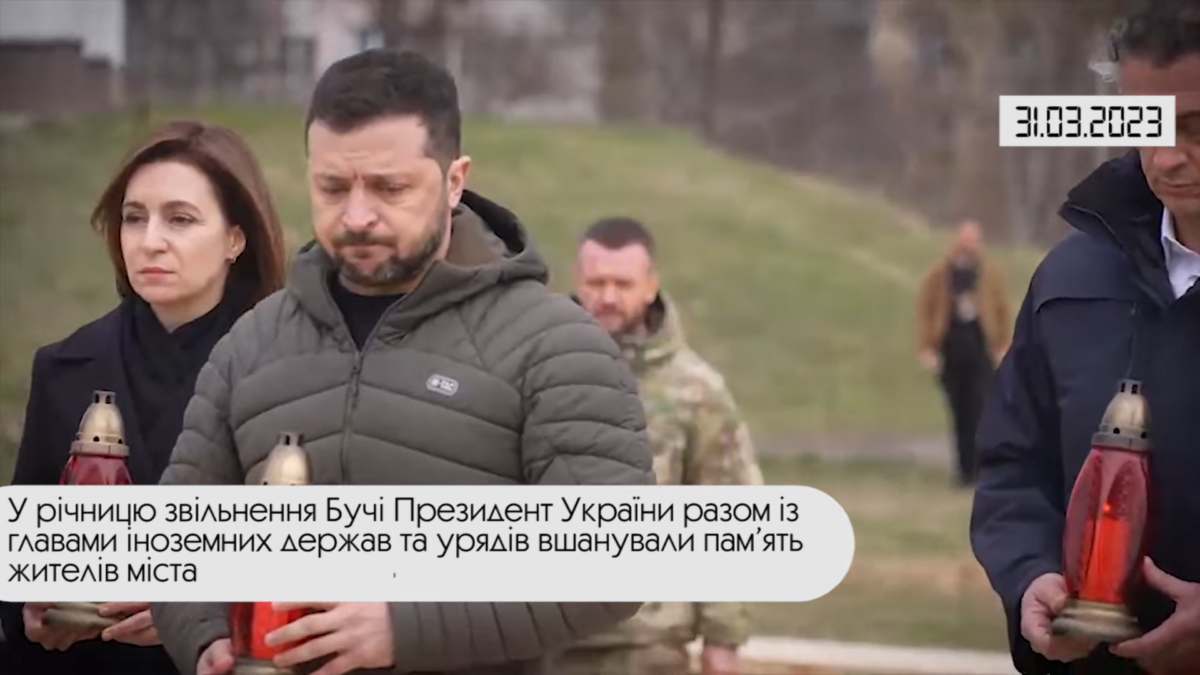 31.03.2023
M-TAC
У річницю звільнення Бучі Президент України разом із
главами іноземних держав та урядів вшанували пам’ять
жителів міста